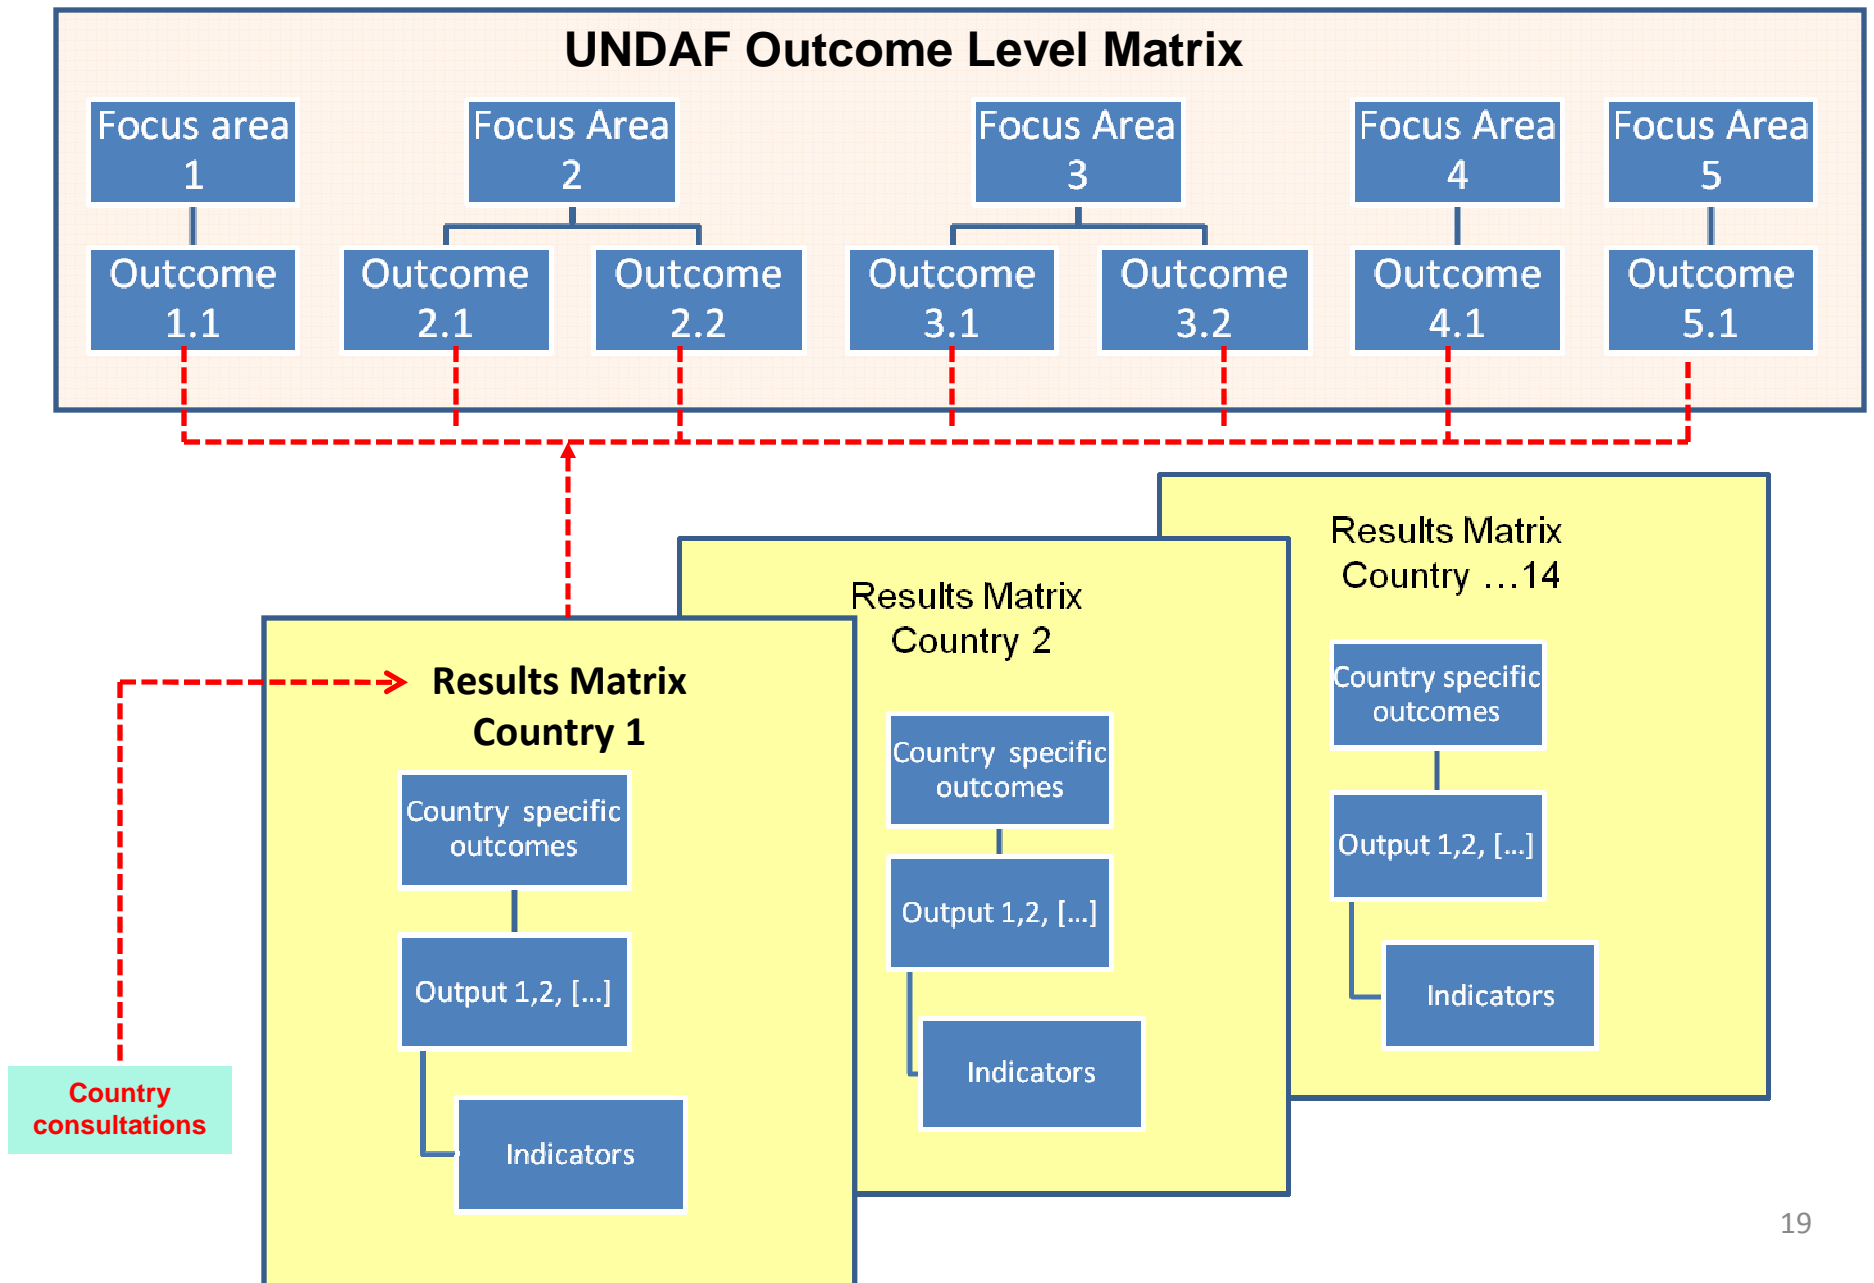 UNDAF Outcome Level Matrix
Focus area
1
Focus Area
2
Focus Area
3
Focus Area
4
Focus Area
5
Outcome
1.1
Outcome
2.1
Outcome
2.2
Outcome
3.1
Outcome
3.2
Outcome
4.1
Outcome
5.1
Results Matrix
Country 1
Country specific
outcomes
Output 1,2, [...]
Indicators
Results Matrix
Country 2
Country specific
outcomes
Output 1,2, [...]
Indicators
Results Matrix
Country ...14
Country specific
outcomes
Output 1,2, [...]
Indicators
Country
consultations
19